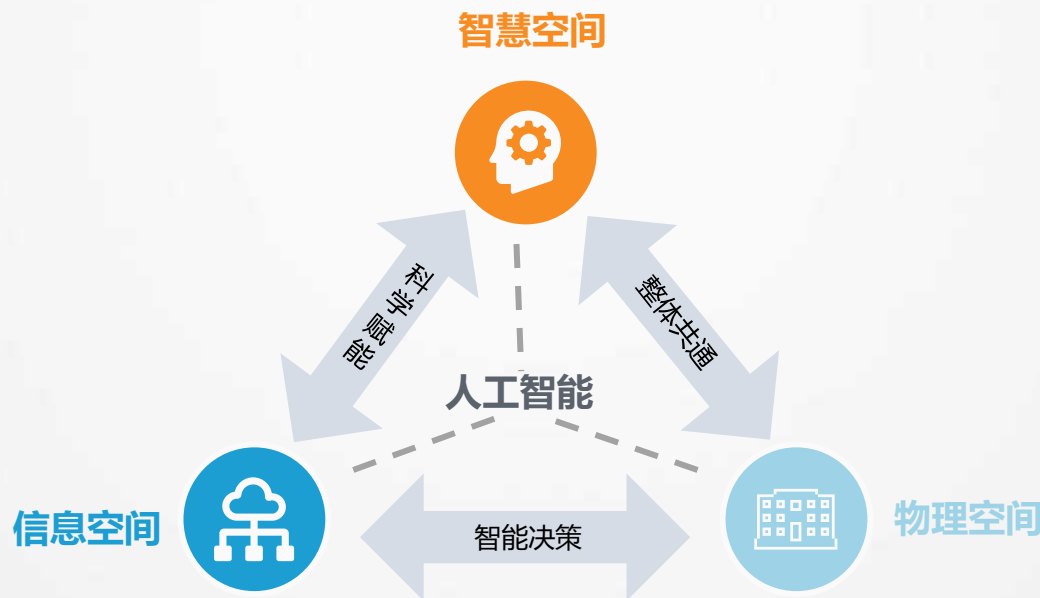 智慧空间
科学赋能
整体共通
人工智能
信息空间
智能决策
物理空间